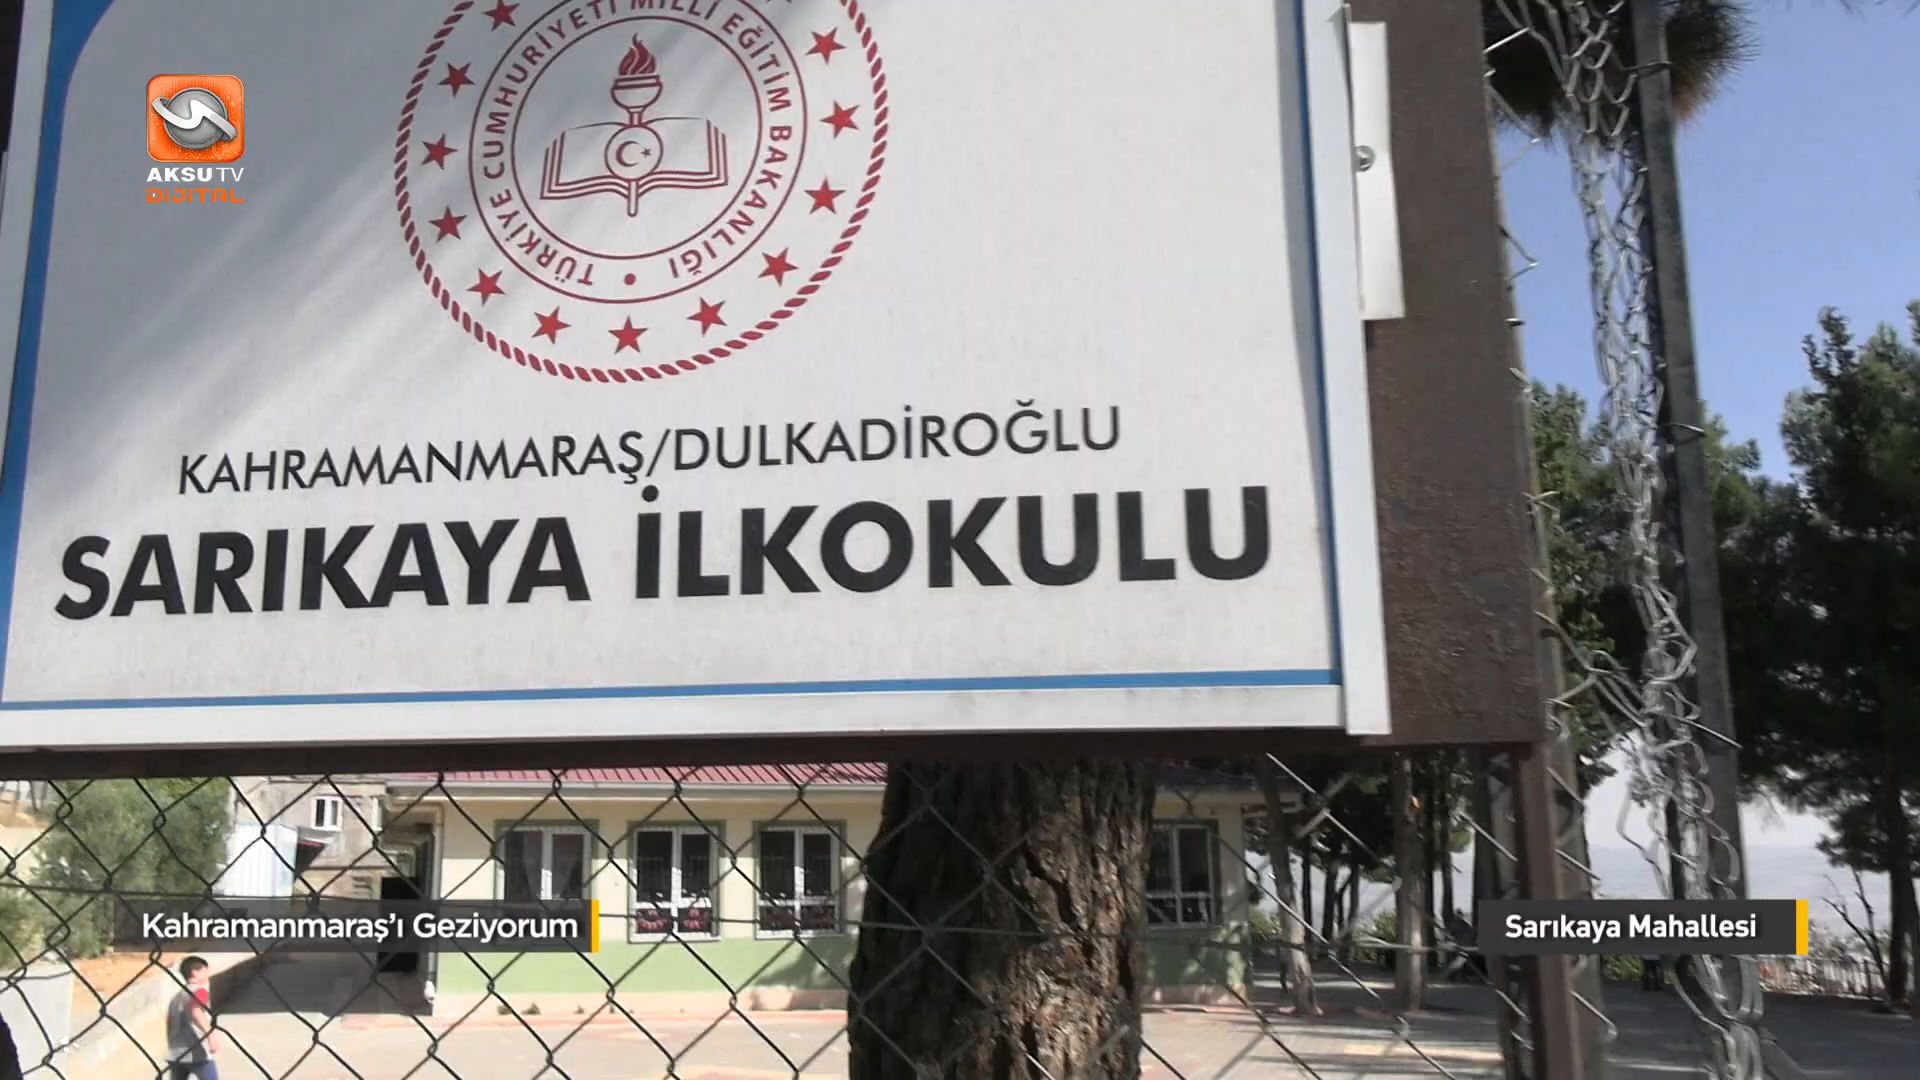 TÜRKİYE CUMHURİYETİ MİLLİ EĞİTİM BAKANLIĞI
AKSU TV
DİJİTAL
KAHRAMANMARAŞ/DULKADİROĞLU
SARIKAYA İLKOKULU
Kahramanmaraş'ı Geziyorum
Sarıkaya Mahallesi